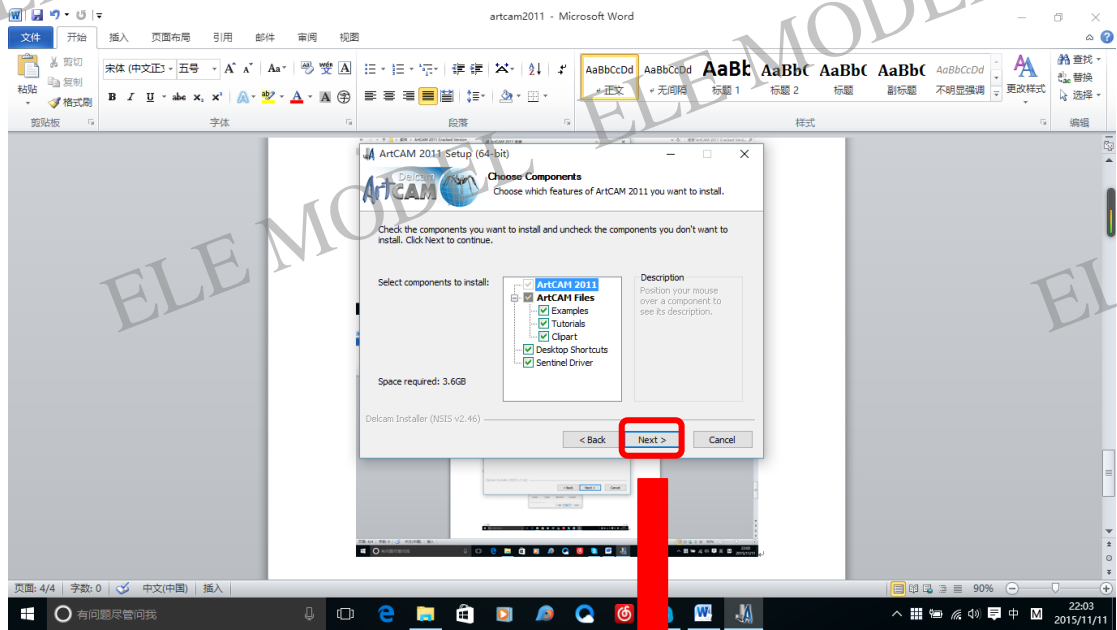 artcam2011 - Microsoft Word
文件 开始 插入 页面布局 引用 邮件 审阅 视图
剪切
复制
格式刷
粘贴
剪贴板
宋体 (中文正 五号
字体
段落
AaBbCcDd AaBbCcDd AaBb AaBb( AaBb( AaBb( AaBbCcDd
正文 无间隔 标题 1 标题 2 标题 副标题 不明显强调
样式
更改样式
查找
替换
选择
编辑
ELE MODEL ELE MODEL
ArtCAM 2011 Setup (64-bit)
Delcam
ArtCAM
Choose Components
Choose which features of ArtCAM 2011 you want to install.
Check the components you want to install and uncheck the components you don't want to
install. Click Next to continue.
Select components to install:
ArtCAM 2011
ArtCAM Files
Examples
Tutorials
Clipart
Desktop Shortcuts
Sentinel Driver
Description
Position your mouse
over a component to
see its description.
Space required: 3.6GB
Delcam Installer (NSIS v2.46)
< Back Next > Cancel
页面: 4/4 字数: 0 中文(中国) 插入 90%
有问题尽管问我
中 M
22:03
2015/11/11